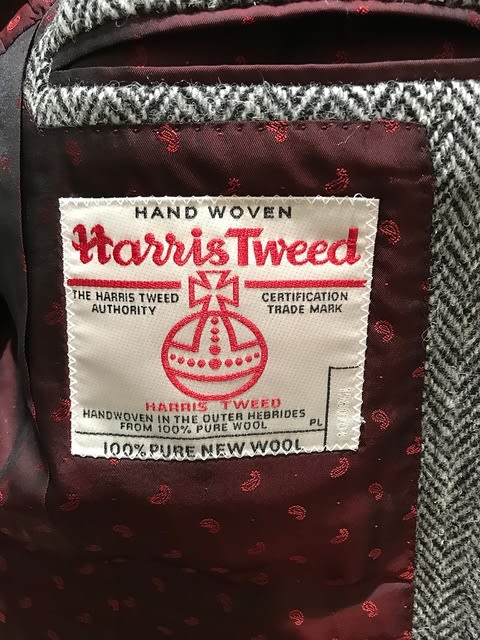 HAND WOVEN
Harris Tweed
THE HARRIS TWEED AUTHORITY
CERTIFICATION TRADE MARK
HARRIS TWEED
HANDWOVEN IN THE OUTER HEBRIDES
FROM 100% PURE WOOL PL
100% PURE NEW WOOL